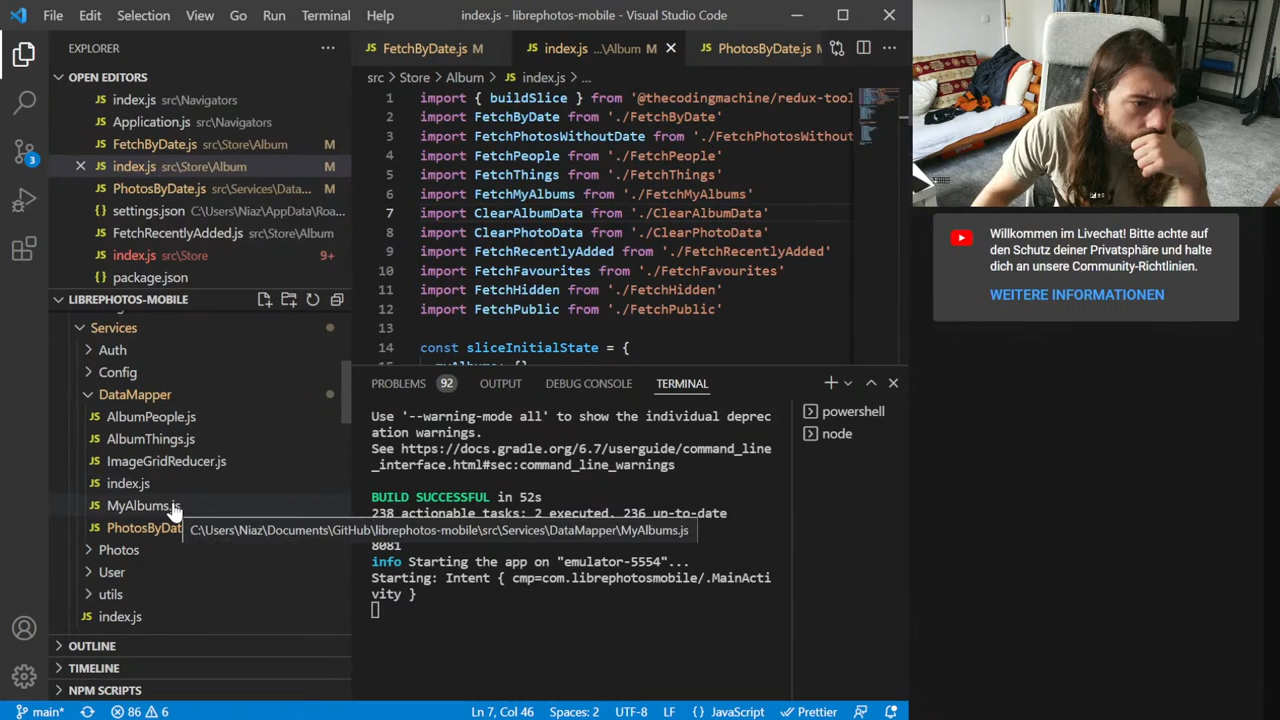 File Edit Selection View Go Run Terminal Help index.js - librephotos-mobile - Visual Studio Code
EXPLORER
OPEN EDITORS
index.js src\Navigators
Application.js src\Navigators
FetchByDate.js src\Store\Album M
index.js src\Store\Album M
PhotosByDate.js src\Services\Data... M
settings.json C:\Users\Niaz\AppData\Roa...
FetchRecentlyAdded.js src\Store\Album
index.js src\Store 9+
package.json
LIBREPHOTOS-MOBILE
Services
Auth
Config
DataMapper
AlbumPeople.js
AlbumThings.js
ImageGridReducer.js
index.js
MyAlbums.js
PhotosByDat
C:\Users\Niaz\Documents\GitHub\librephotos-mobile\src\Services\DataMapper\MyAlbums.js
Photos
User
utils
index.js
OUTLINE
TIMELINE
NPM SCRIPTS
3
FetchByDate.js M index.js ...\Album M PhotosByDate.js M
src > Store > Album > index.js > ...
1 import { buildSlice } from '@thecodingmachine/redux-tool
2 import FetchByDate from './FetchByDate'
3 import FetchPhotosWithoutDate from './FetchPhotosWithout
4 import FetchPeople from './FetchPeople'
5 import FetchThings from './FetchThings'
6 import FetchMyAlbums from './FetchMyAlbums'
7 import ClearAlbumData from './ClearAlbumData'
8 import ClearPhotoData from './ClearPhotoData'
9 import FetchRecentlyAdded from './FetchRecentlyAdded'
10 import FetchFavourites from './FetchFavourites'
11 import FetchHidden from './FetchHidden'
12 import FetchPublic from './FetchPublic'
13
14 const sliceInitialState = {
PROBLEMS 92 OUTPUT DEBUG CONSOLE TERMINAL
Use '--warning-mode all' to show the individual deprec
ation warnings.
See https://docs.gradle.org/6.7/userguide/command_line
_interface.html#sec:command_line_warnings
BUILD SUCCESSFUL in 52s
238 actionable tasks: 2 executed, 236 up-to-date
8081
info Starting the app on "emulator-5554"...
Starting: Intent { cmp=com.librephotosmobile/.MainActi
vity }
powershell
node
main* 86 6 Ln 7, Col 46 Spaces: 2 UTF-8 LF {} JavaScript Prettier
Willkommen im Livechat! Bitte achte auf
den Schutz deiner Privatsphäre und halte
dich an unsere Community-Richtlinien.
WEITERE INFORMATIONEN